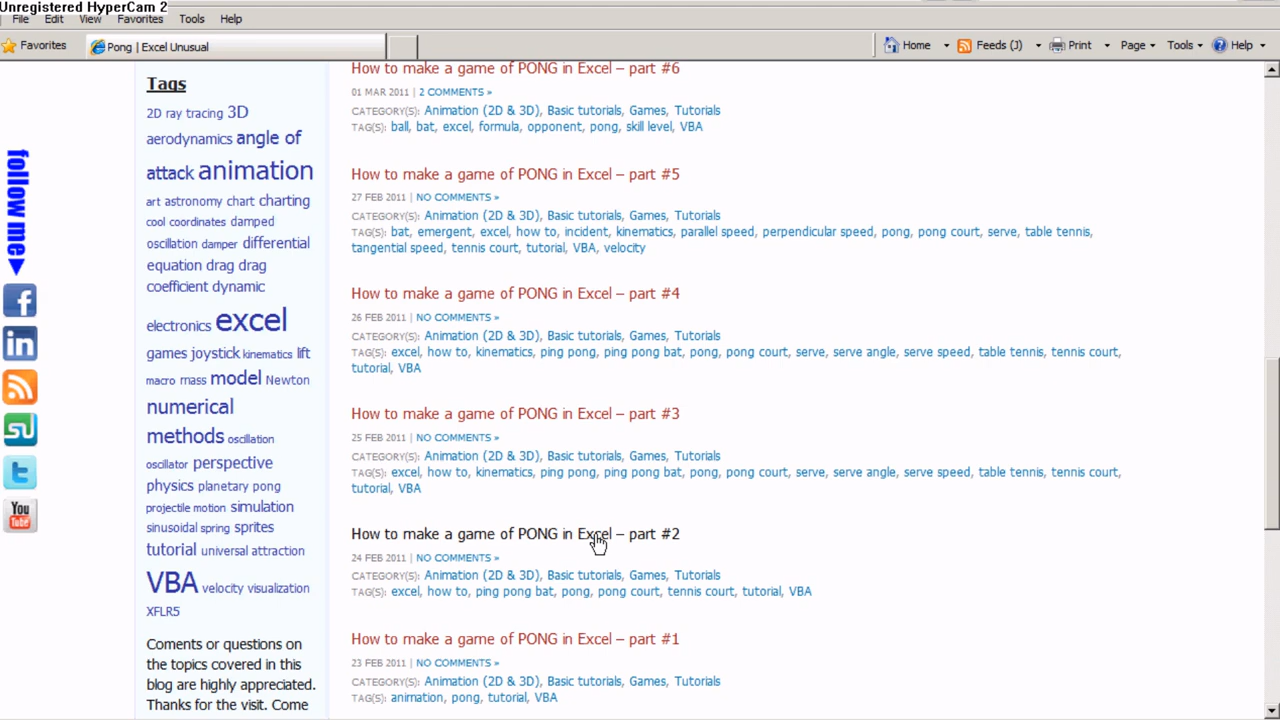 Unregistered HyperCam 2
File Edit View Favorites Tools Help
Favorites Pong | Excel Unusual Home Feeds (J) Print Page Tools Help
follow me
in
SU
t
You Tube
Tags
2D ray tracing 3D
aerodynamics angle of
attack animation
art astronomy chart charting
cool coordinates damped
oscillation damper differential
equation drag drag
coefficient dynamic
electronics excel
games joystick kinematics lift
macro mass model Newton
numerical
methods oscillation
oscillator perspective
physics planetary pong
projectile motion simulation
sinusoidal spring sprites
tutorial universal attraction
VBA velocity visualization
XFLR5
Coments or questions on
the topics covered in this
blog are highly appreciated.
Thanks for the visit. Come
How to make a game of PONG in Excel – part #6
01 MAR 2011 | 2 COMMENTS »
CATEGORY(S): Animation (2D & 3D), Basic tutorials, Games, Tutorials
TAG(S): ball, bat, excel, formula, opponent, pong, skill level, VBA
How to make a game of PONG in Excel – part #5
27 FEB 2011 | NO COMMENTS »
CATEGORY(S): Animation (2D & 3D), Basic tutorials, Games, Tutorials
TAG(S): bat, emergent, excel, how to, incident, kinematics, parallel speed, perpendicular speed, pong, pong court, serve, table tennis,
tangential speed, tennis court, tutorial, VBA, velocity
How to make a game of PONG in Excel – part #4
26 FEB 2011 | NO COMMENTS »
CATEGORY(S): Animation (2D & 3D), Basic tutorials, Games, Tutorials
TAG(S): excel, how to, kinematics, ping pong, ping pong bat, pong, pong court, serve, serve angle, serve speed, table tennis, tennis court,
tutorial, VBA
How to make a game of PONG in Excel – part #3
25 FEB 2011 | NO COMMENTS »
CATEGORY(S): Animation (2D & 3D), Basic tutorials, Games, Tutorials
TAG(S): excel, how to, kinematics, ping pong, ping pong bat, pong, pong court, serve, serve angle, serve speed, table tennis, tennis court,
tutorial, VBA
How to make a game of PONG in Excel – part #2
24 FEB 2011 | NO COMMENTS »
CATEGORY(S): Animation (2D & 3D), Basic tutorials, Games, Tutorials
TAG(S): excel, how to, ping pong bat, pong, pong court, tennis court, tutorial, VBA
How to make a game of PONG in Excel – part #1
23 FEB 2011 | NO COMMENTS »
CATEGORY(S): Animation (2D & 3D), Basic tutorials, Games, Tutorials
TAG(S): animation, pong, tutorial, VBA